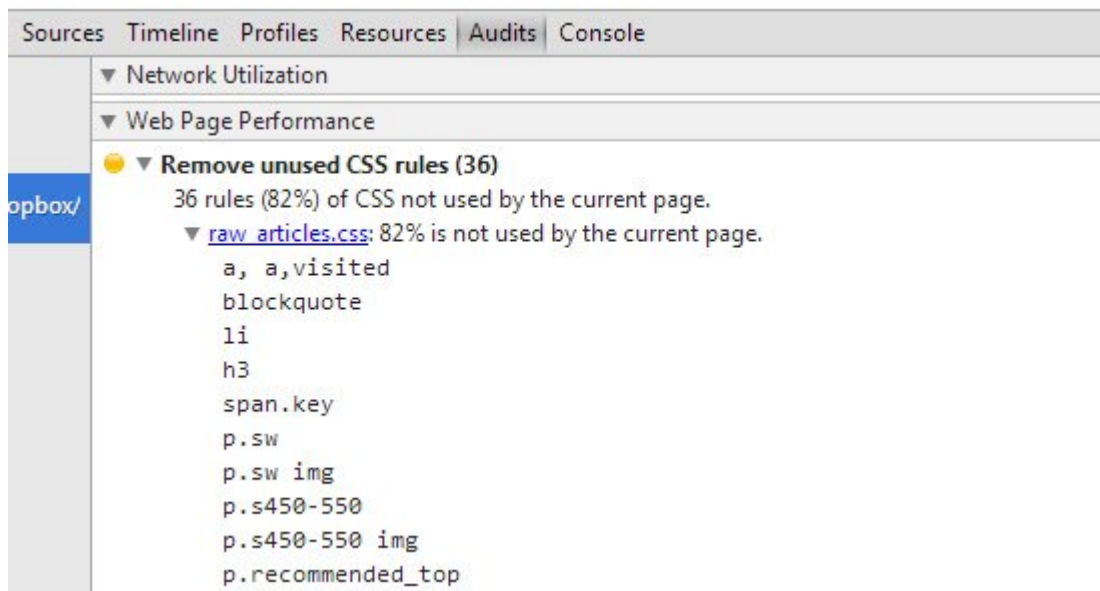 Sources Timeline Profiles Resources Audits Console
Network Utilization
Web Page Performance
Remove unused CSS rules (36)
36 rules (82%) of CSS not used by the current page.
opbox/
raw_articles.css: 82% is not used by the current page.
a, a,visited
blockquote
li
h3
span.key
p.sw
p.sw img
p.s450-550
p.s450-550 img
p.recommended_top